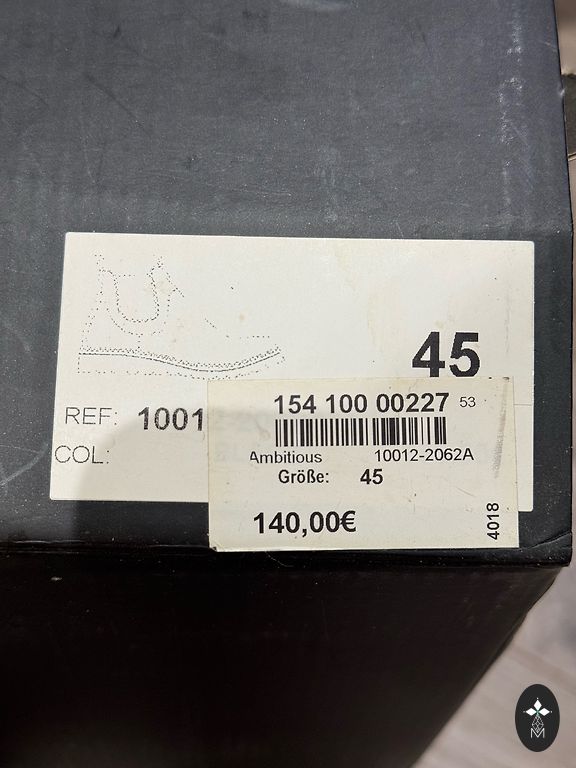 45
REF: 1001
COL:
154 100 00227 53
Ambitious 10012-2062A
Größe: 45
140,00€
4018
M